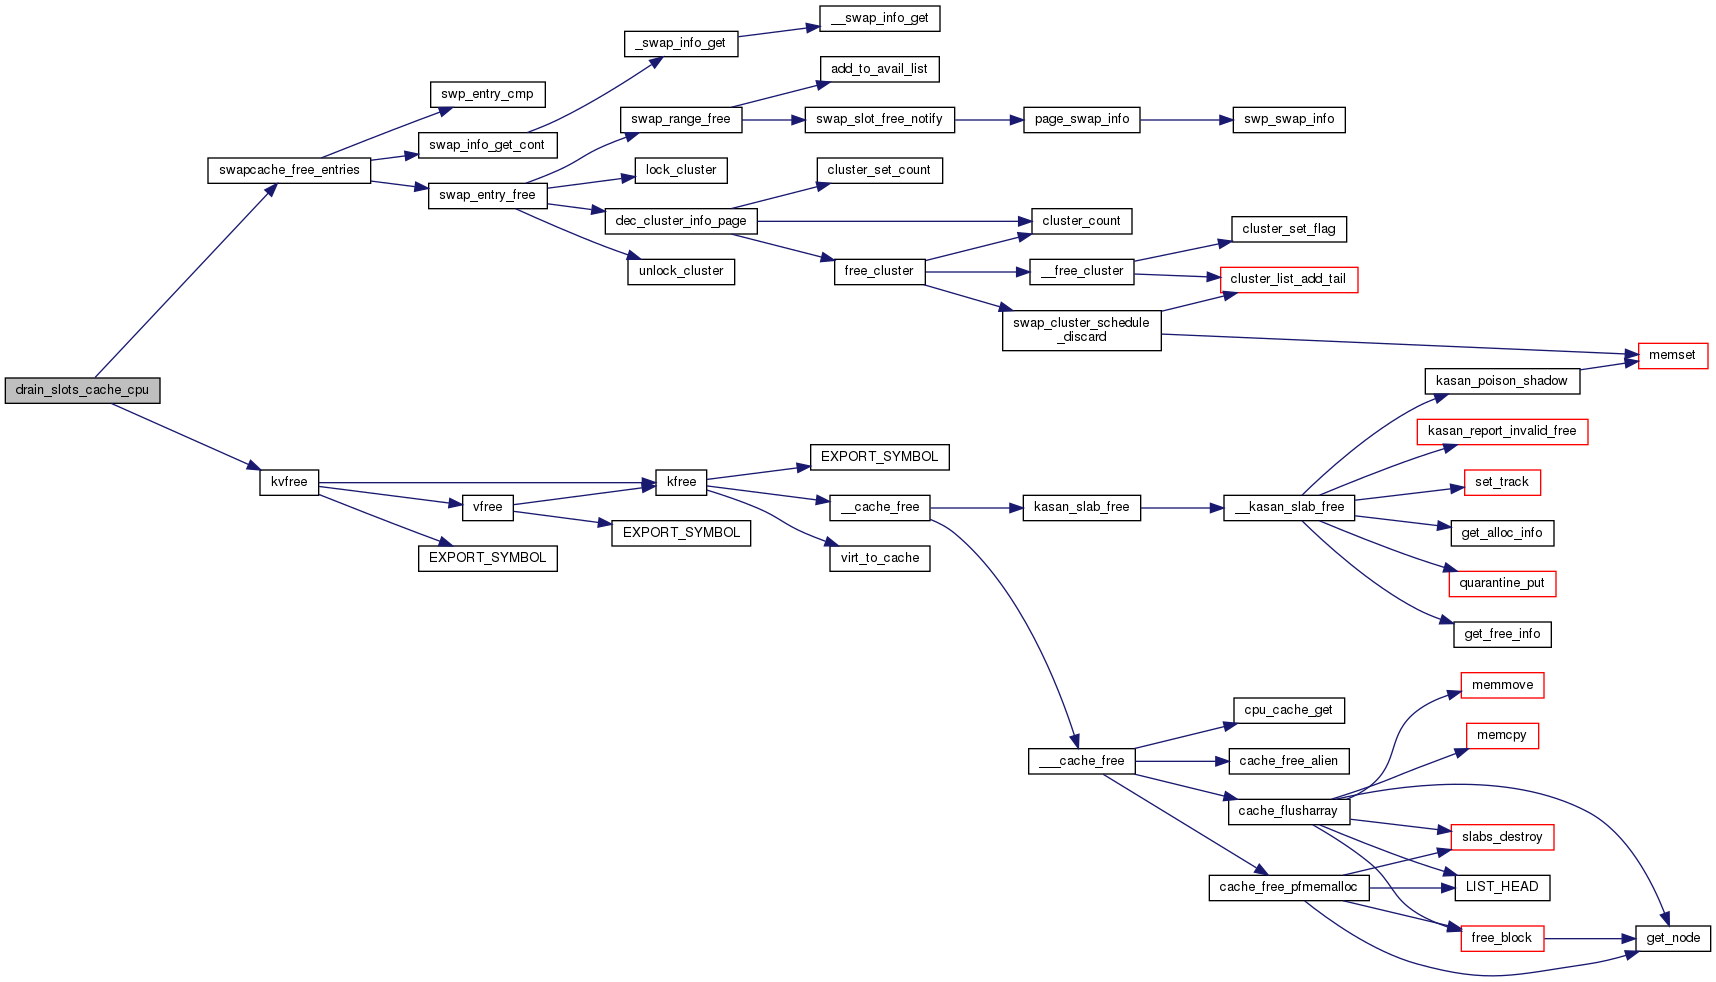 __swap_info_get
_swap_info_get
add_to_avail_list
swp_entry_cmp
swap_range_free
swap_slot_free_notify
page_swap_info
swp_swap_info
swap_info_get_cont
swapcache_free_entries
lock_cluster
cluster_set_count
swap_entry_free
dec_cluster_info_page
cluster_count
cluster_set_flag
unlock_cluster
free_cluster
__free_cluster
cluster_list_add_tail
swap_cluster_schedule
_discard
memset
drain_slots_cache_cpu
kasan_poison_shadow
kasan_report_invalid_free
EXPORT_SYMBOL
kvfree
kfree
set_track
vfree
__cache_free
kasan_slab_free
__kasan_slab_free
EXPORT_SYMBOL
get_alloc_info
EXPORT_SYMBOL
virt_to_cache
quarantine_put
get_free_info
memmove
cpu_cache_get
memcpy
___cache_free
cache_free_alien
cache_flusharray
slabs_destroy
cache_free_pfmemalloc
LIST_HEAD
free_block
get_node